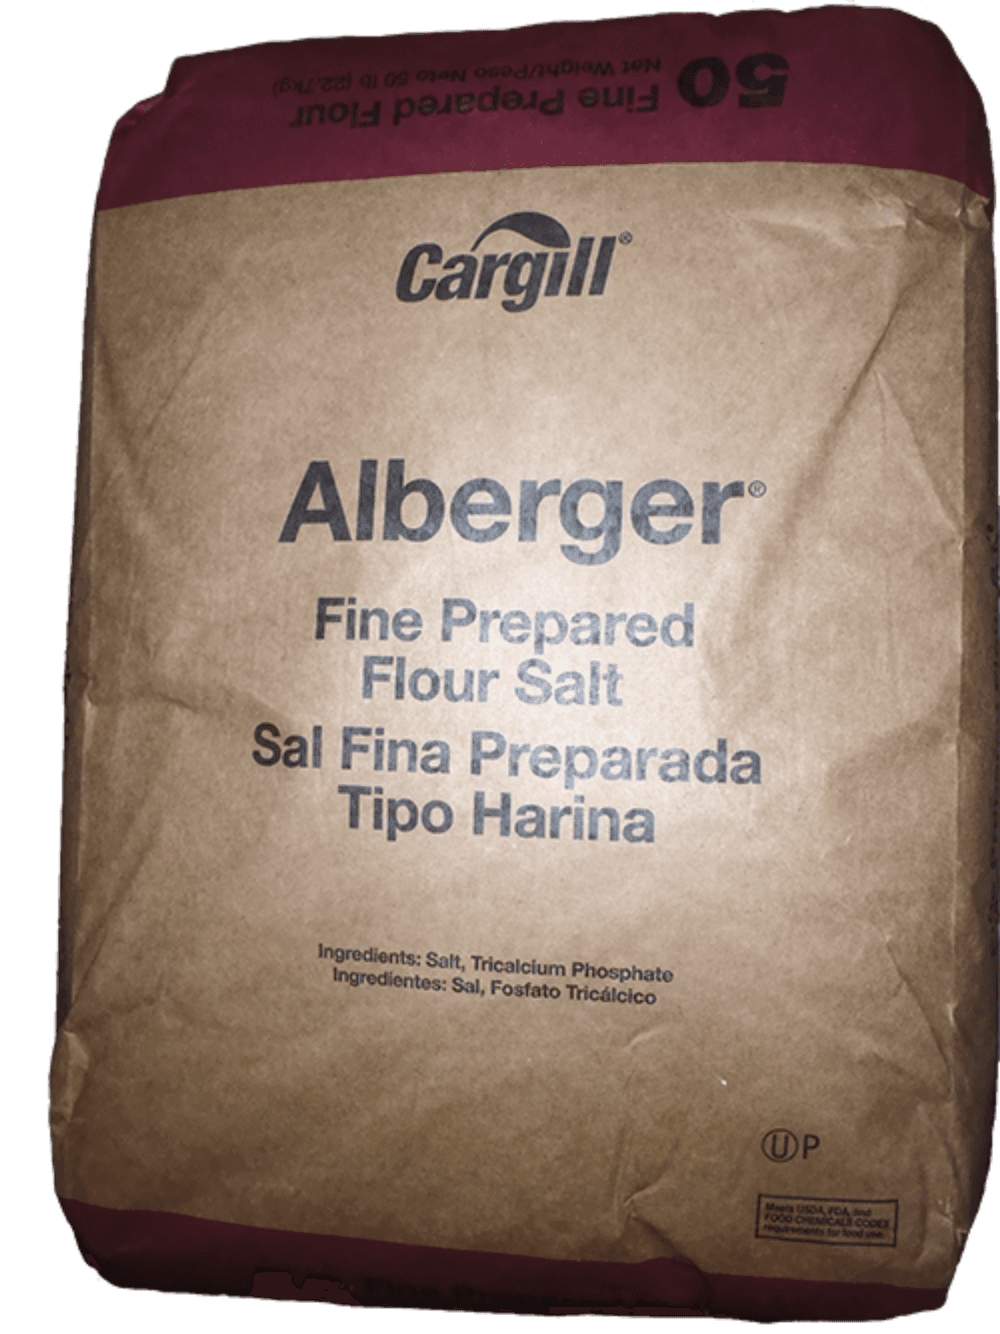 50 Fine Prepared Flour
Net Weight/Peso Neto 50 lb (22.7kg)
Cargill®
Alberger®
Fine Prepared
Flour Salt
Sal Fina Preparada
Tipo Harina
Ingredients: Salt, Tricalcium Phosphate
Ingredientes: Sal, Fosfato Tricálcico
U P
Meets USDA, FDA, and
FOOD CHEMICALS CODEX
requirements for food use.
Fine Prepared